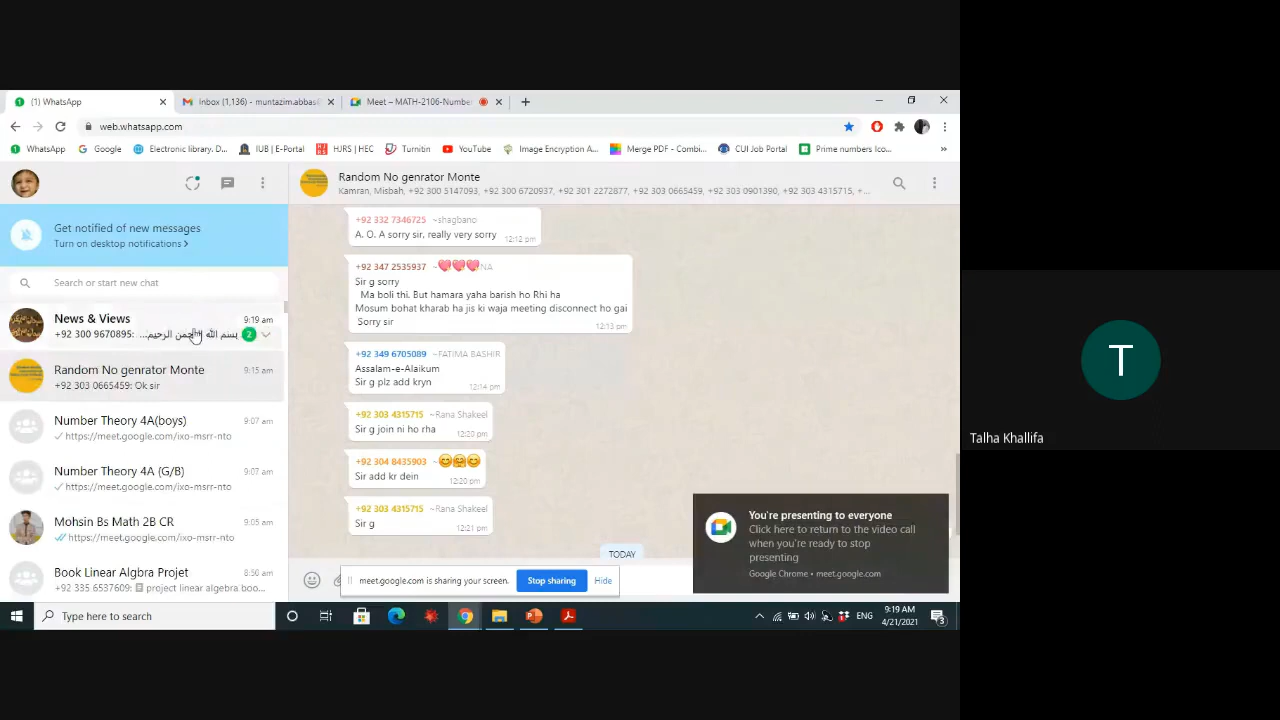 (1) WhatsApp
Inbox (1,136) - muntazim.abbas@
Meet – MATH-2106-Number
web.whatsapp.com
WhatsApp
Google
Electronic library. D...
IUB | E-Portal
HJRS | HEC
Turnitin
YouTube
Image Encryption A...
Merge PDF - Combi...
CUI Job Portal
Prime numbers (co...
»
Get notified of new messages
Turn on desktop notifications >
Search or start new chat
News & Views
9:19 am
+92 300 9670895: بسم الله الرحمن الرحيم...
2
Random No genrator Monte
9:15 am
+92 303 0665459: Ok sir
Number Theory 4A(boys)
9:07 am
https://meet.google.com/ixo-msrr-nto
Number Theory 4A (G/B)
9:07 am
https://meet.google.com/ixo-msrr-nto
Mohsin Bs Math 2B CR
9:05 am
https://meet.google.com/ixo-msrr-nto
Book Linear Algbra Projet
8:50 am
+92 335 6537609: project linear algebra boo...
Random No genrator Monte
Kamran, Misbah, +92 300 5147093, +92 300 6720937, +92 301 2272877, +92 303 0665459, +92 303 0901390, +92 303 4315715, +...
+92 332 7346725 ~shagbano
A. O. A sorry sir, really very sorry
12:12 pm
+92 347 2535937 ~💖💖💖NA
Sir g sorry
Ma boli thi. But hamara yaha barish ho Rhi ha
Mosum bohat kharab ha jis ki waja meeting disconnect ho gai
Sorry sir
12:13 pm
+92 349 6705089 ~FATIMA BASHIR
Assalam-e-Alaikum
Sir g plz add kryn
12:14 pm
+92 303 4315715 ~Rana Shakeel
Sir g join ni ho rha
12:20 pm
+92 304 8435903 ~😊🤗😊
Sir add kr dein
12:20 pm
+92 303 4315715 ~Rana Shakeel
Sir g
12:21 pm
TODAY
You're presenting to everyone
Click here to return to the video call
when you're ready to stop
presenting
Google Chrome • meet.google.com
meet.google.com is sharing your screen.
Stop sharing
Hide
Type here to search
ENG
9:19 AM
4/21/2021
3
T
Talha Khallifa